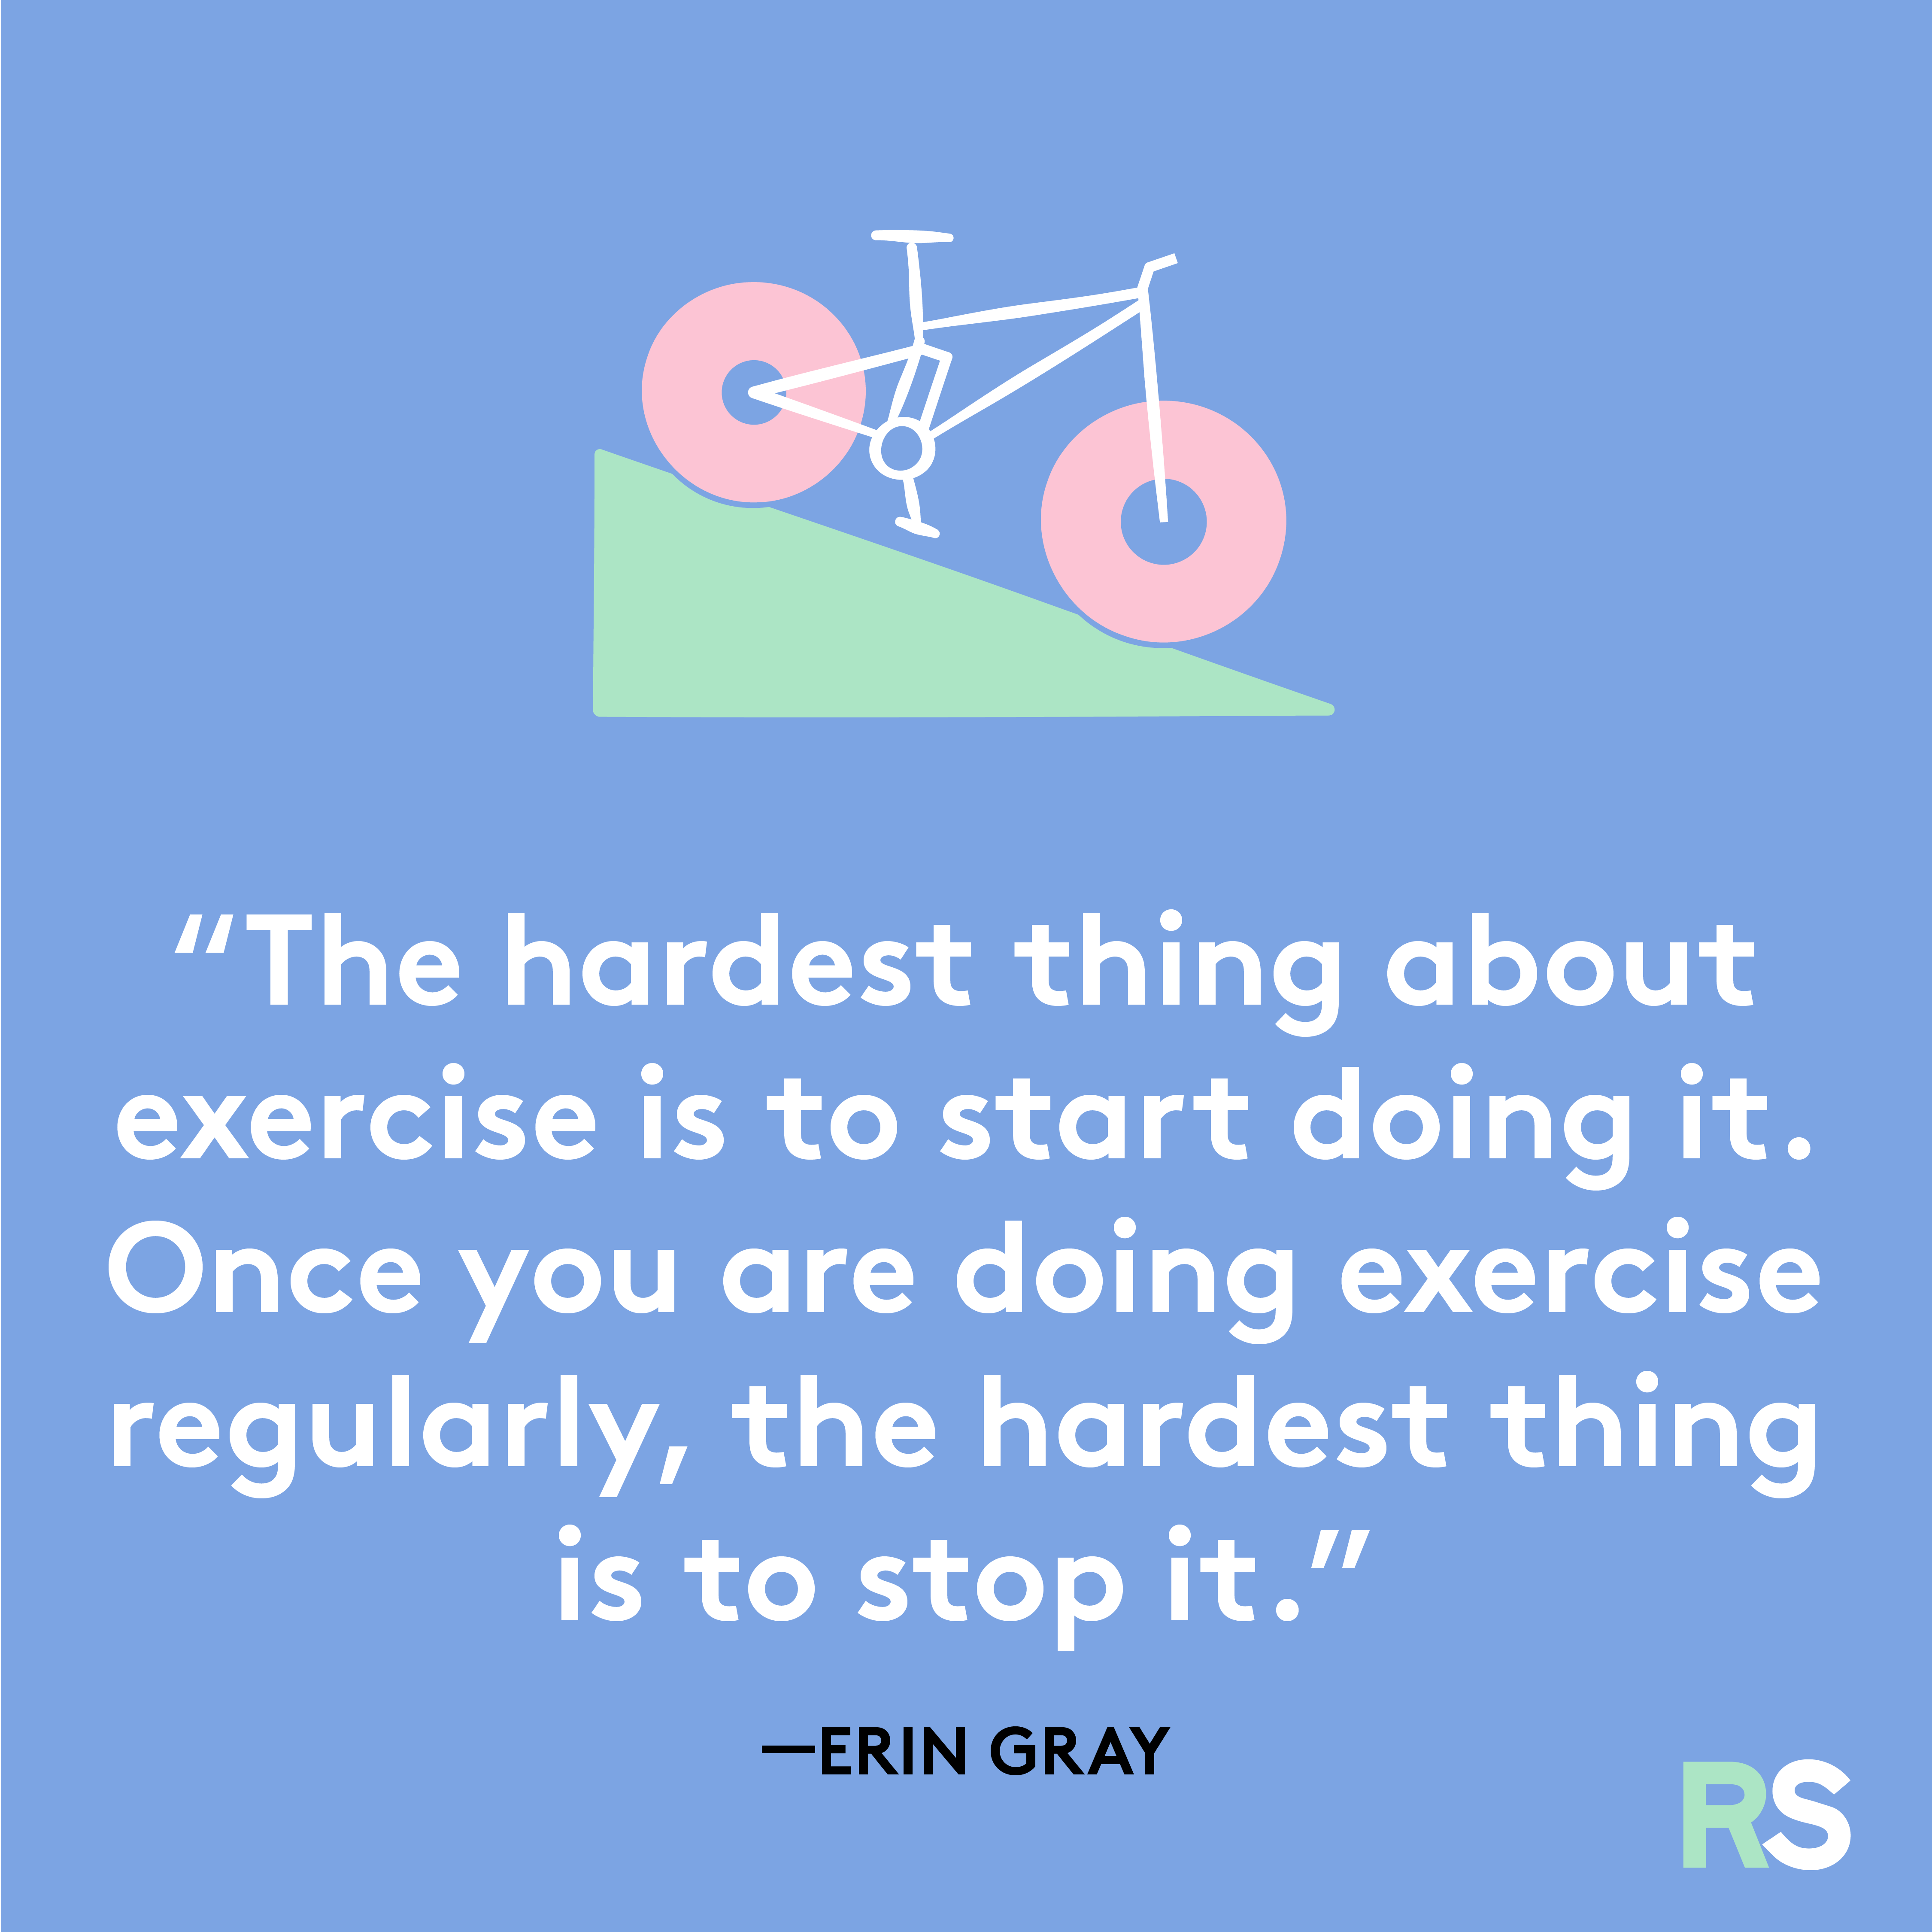 “The hardest thing about
exercise is to start doing it.
Once you are doing exercise
regularly, the hardest thing
is to stop it.”
—ERIN GRAY
RS